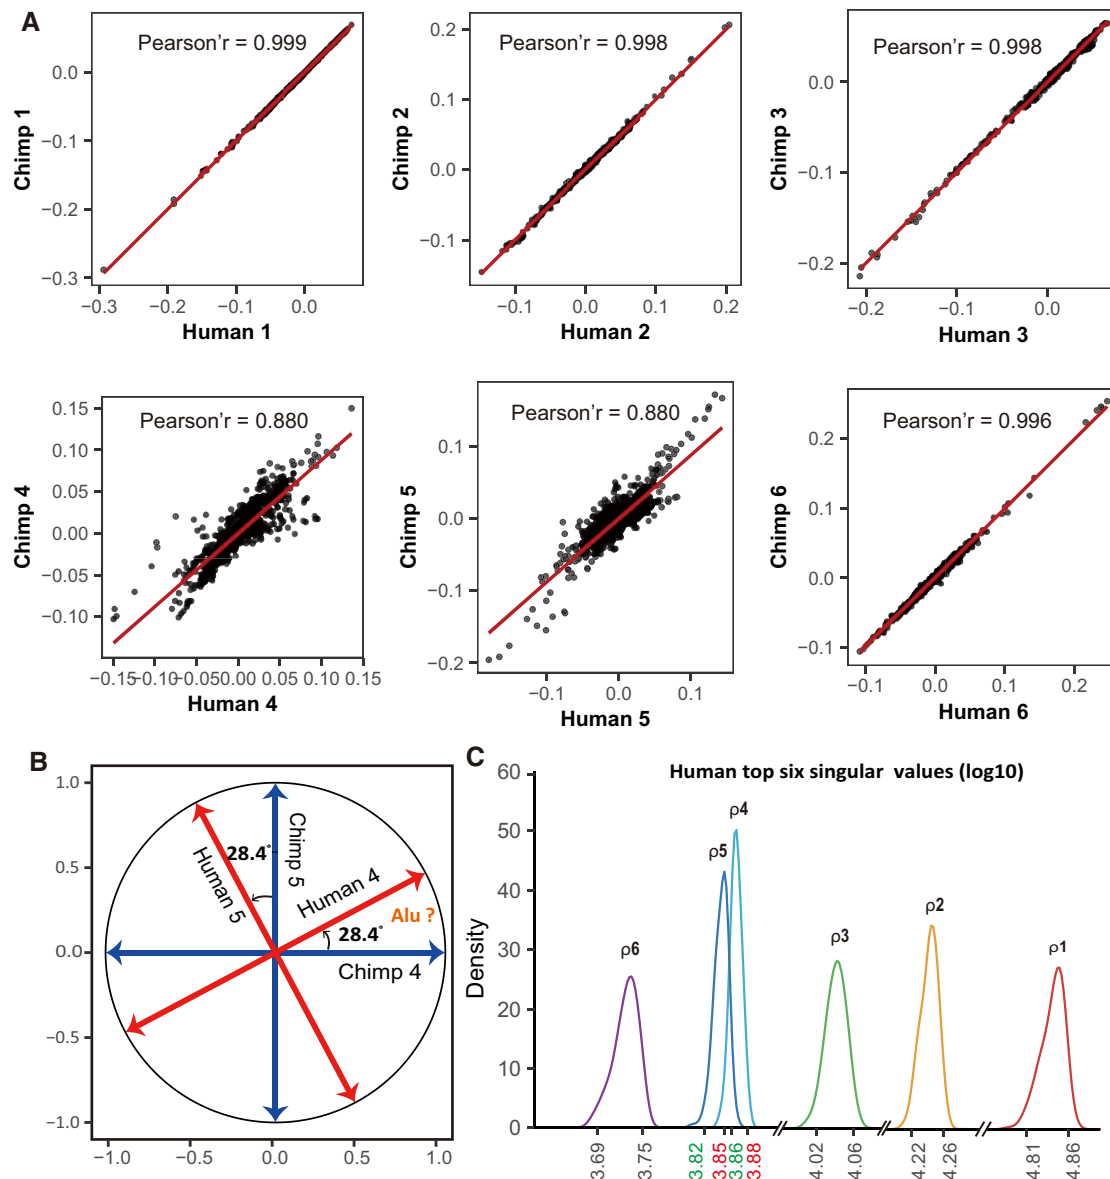 A
Pearson'r = 0.999
Chimp 1
0.0
−0.1
−0.2
−0.3
−0.3
−0.2
−0.1
0.0
Human 1
Pearson'r = 0.998
Chimp 2
0.2
0.1
0.0
−0.1
−0.1
0.0
0.1
0.2
Human 2
Pearson'r = 0.998
Chimp 3
0.0
−0.1
−0.2
−0.2
−0.1
0.0
Human 3
Pearson'r = 0.880
Chimp 4
0.15
0.10
0.05
0.00
−0.05
−0.10
−0.15
−0.10
−0.05
0.00
0.05
0.10
0.15
Human 4
Pearson'r = 0.880
Chimp 5
0.1
0.0
−0.1
−0.2
−0.1
0.0
0.1
Human 5
Pearson'r = 0.996
Chimp 6
0.2
0.1
0.0
−0.1
−0.1
0.0
0.1
0.2
Human 6
B
1.0
0.5
0.0
−0.5
−1.0
−1.0
−0.5
0.0
0.5
1.0
Human 5
28.4°
Chimp 5
Human 4
Alu ?
28.4°
Chimp 4
C
Human top six singular values (log10)
Density
60
50
40
30
20
10
0
ρ6
ρ5
ρ4
ρ3
ρ2
ρ1
3.69
3.75
3.82
3.85
3.86
3.88
4.02
4.06
4.22
4.26
4.81
4.86